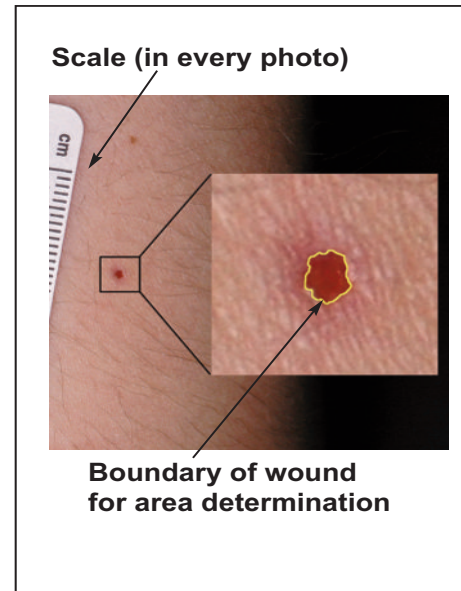 Scale (in every photo)
cm
Boundary of wound
for area determination